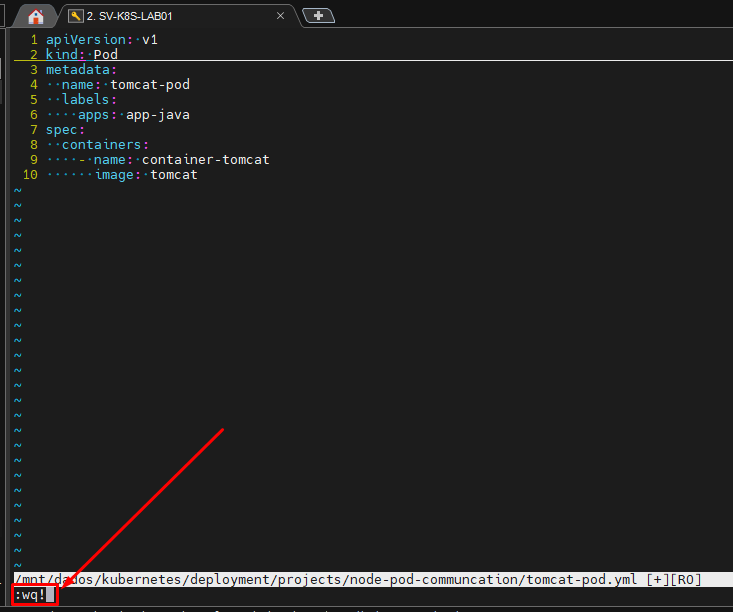 2. SV-K8S-LAB01
1 apiVersion: v1
2 kind: Pod
3 metadata:
4 ··name: tomcat-pod
5 ··labels:
6 ····apps: app-java
7 spec:
8 ··containers:
9 ····- name: container-tomcat
10 ······image: tomcat
/mnt/dados/kubernetes/deployment/projects/node-pod-communcation/tomcat-pod.yml [+][RO]
:wq!